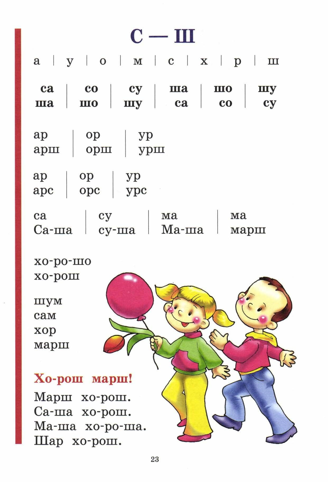 С — Ш
а | у | о | м | с | х | р | ш
са | со | су | ша | шо | шу
ша | шо | шу | са | со | су
ар | ор | ур
арш | орш | урш
ар | ор | ур
арс | орс | урс
са | су | ма | ма
Са-ша | су-ша | Ма-ша | марш
хо-ро-шо
хо-рош
шум
сам
хор
марш
Хо-рош марш!
Марш хо-рош.
Са-ша хо-рош.
Ма-ша хо-ро-ша.
Шар хо-рош.
23